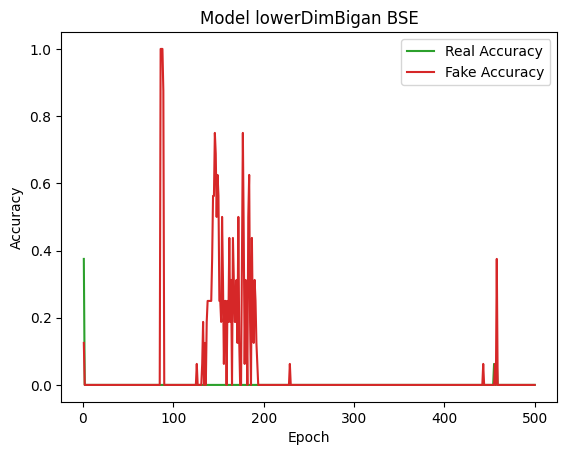 Model lowerDimBigan BSE
Real Accuracy
Fake Accuracy
Accuracy
1.0
0.8
0.6
0.4
0.2
0.0
0 100 200 300 400 500
Epoch